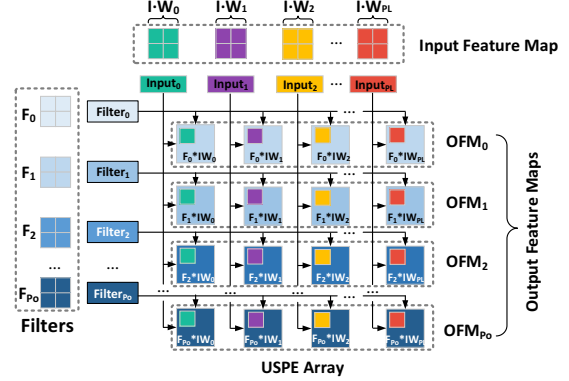 I·W0 I·W1 I·W2 I·WPL
... Input Feature Map
Input0 Input1 Input2 ... InputPL
F0 Filter0 ...
F0*IW0 F0*IW1 F0*IW2 F0*IWPL OFM0
F1 Filter1
F1*IW0 F1*IW1 F1*IW2 F1*IWPL OFM1
F2 Filter2
F2*IW0 F2*IW1 F2*IW2 F2*IWPL OFM2
... ... ... ... ... ...
FPo FilterPo
FPo*IW0 FPo*IW1 FPo*IW2 FPo*IWPL OFMPo
Filters
Output Feature Maps
USPE Array